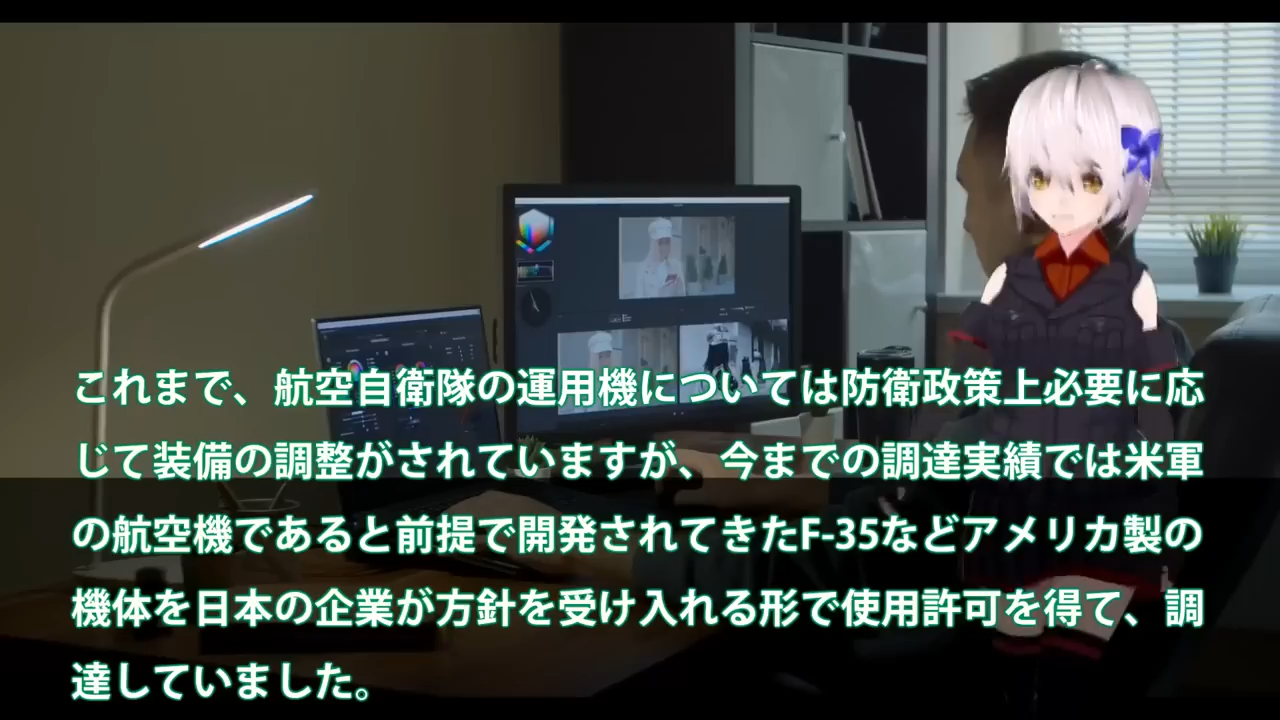 これまで、航空自衛隊の運用機については防衛政策上必要に応
じて装備の調整がされていますが、今までの調達実績では米軍
の航空機であると前提で開発されてきたF-35などアメリカ製の
機体を日本の企業が方針を受け入れる形で使用許可を得て、調
達していました。